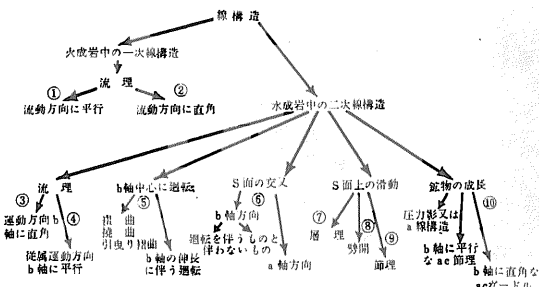 線構造
火成岩中の一次線構造
流理
① ②
流動方向に平行 流動方向に直角
水成岩中の二次線構造
流理 b軸中心に廻転 S面の交叉 S面上の滑動 鉱物の成長
③ ④ ⑤ ⑥ ⑦ ⑧ ⑨ ⑩
運動方向b
軸に直角
従属運動方向
b軸に平行
褶曲
撓曲
引曳り褶曲
b軸の伸長
に伴う廻転
b軸方向
廻転を伴うものと
伴わないもの
a軸方向
層理
劈開
節理
圧力影又は
a線構造
b軸に平行
なac節理
b軸に直角な
acガードル